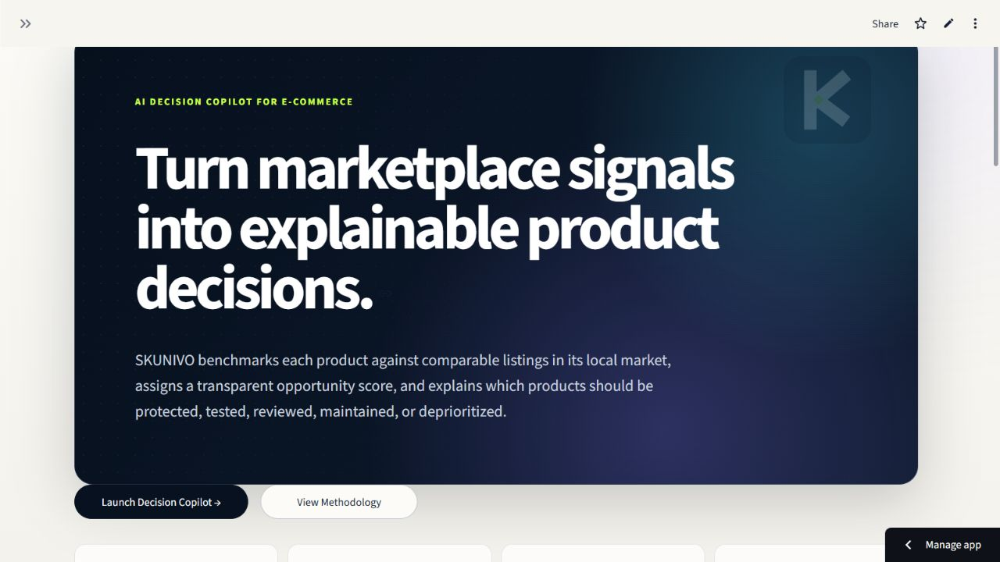 Share
AI DECISION COPILOT FOR E-COMMERCE
K
Turn marketplace signals
into explainable product
decisions.
SKUNIVO benchmarks each product against comparable listings in its local market,
assigns a transparent opportunity score, and explains which products should be
protected, tested, reviewed, maintained, or deprioritized.
Launch Decision Copilot →
View Methodology
Manage app